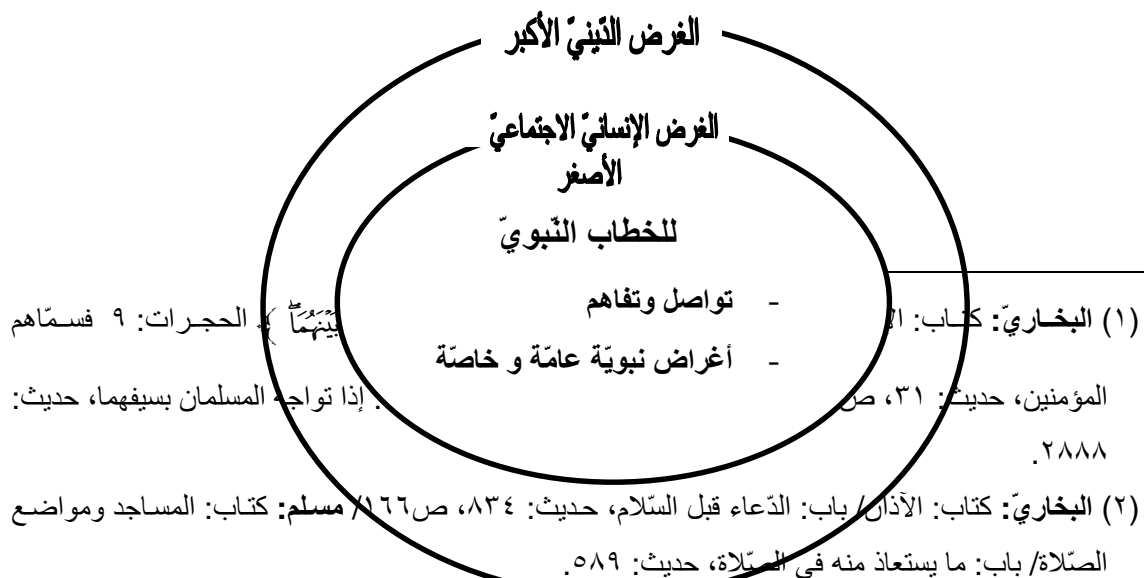 الغرض الدّينيّ الأكبر
الغرض الإنسانيّ الاجتماعيّ
الأصغر
للخطاب النّبويّ
- تواصل وتفاهم
- أغراض نبويّة عامّة و خاصّة
(١) البخاريّ: كتاب: بَيْنَهُمَا ﴾ الحجرات: ٩ فسمّاهم
المؤمنين، حديث: ٣١، إذا تواجه المسلمان بسيفهما، حديث:
٢٨٨٨.
(٢) البخاريّ: كتاب: الآذان/ باب: الدّعاء قبل السّلام، حديث: ٨٣٤، ص١٦٦/ مسلم: كتاب: المساجد ومواضع
الصّلاة/ باب: ما يستعاذ منه في الصّلاة، حديث: ٥٨٩.